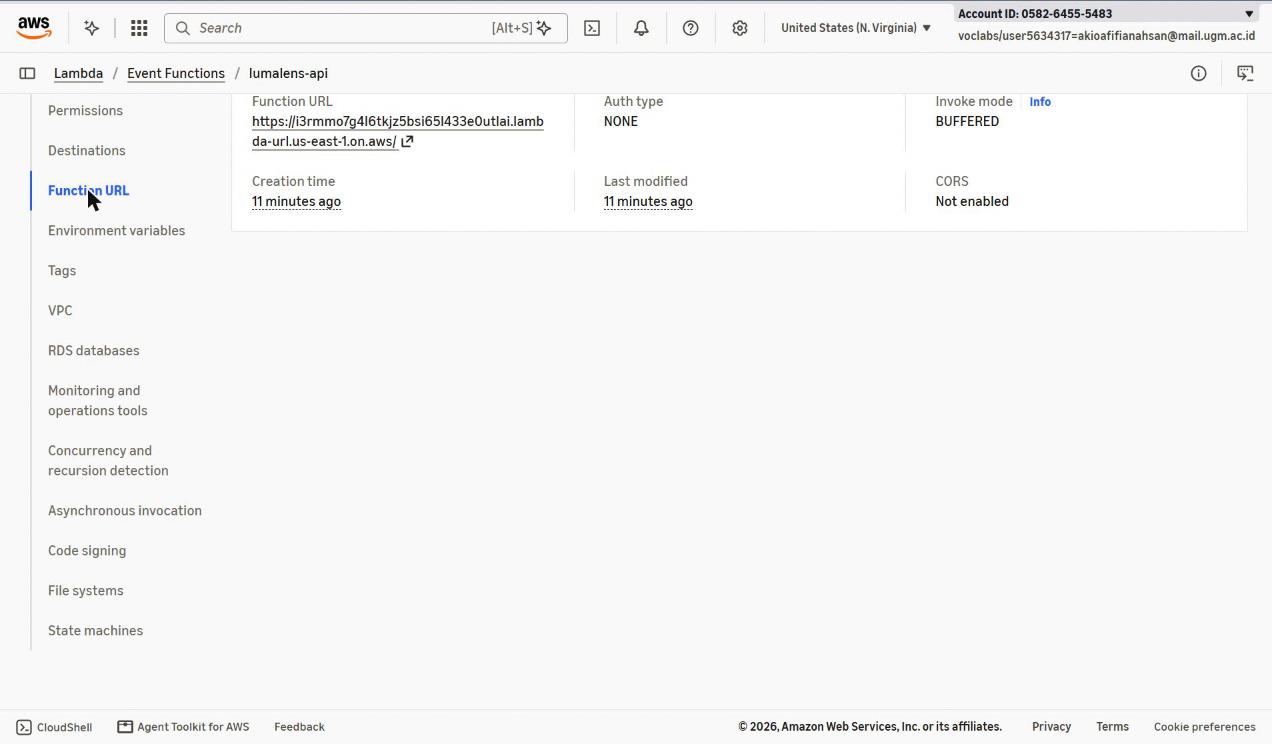 aws
Search
[Alt+S]
United States (N. Virginia)
Account ID: 0582-6455-5483
voclabs/user5634317=akioafifianahsan@mail.ugm.ac.id
Lambda / Event Functions / lumalens-api
Permissions
Destinations
Function URL
Environment variables
Tags
VPC
RDS databases
Monitoring and
operations tools
Concurrency and
recursion detection
Asynchronous invocation
Code signing
File systems
State machines
Function URL
https://i3rmmo7g4l6tkjz5bsi65l433e0utlai.lamb
da-url.us-east-1.on.aws/
Auth type
NONE
Invoke mode Info
BUFFERED
Creation time
11 minutes ago
Last modified
11 minutes ago
CORS
Not enabled
CloudShell
Agent Toolkit for AWS
Feedback
© 2026, Amazon Web Services, Inc. or its affiliates.
Privacy
Terms
Cookie preferences